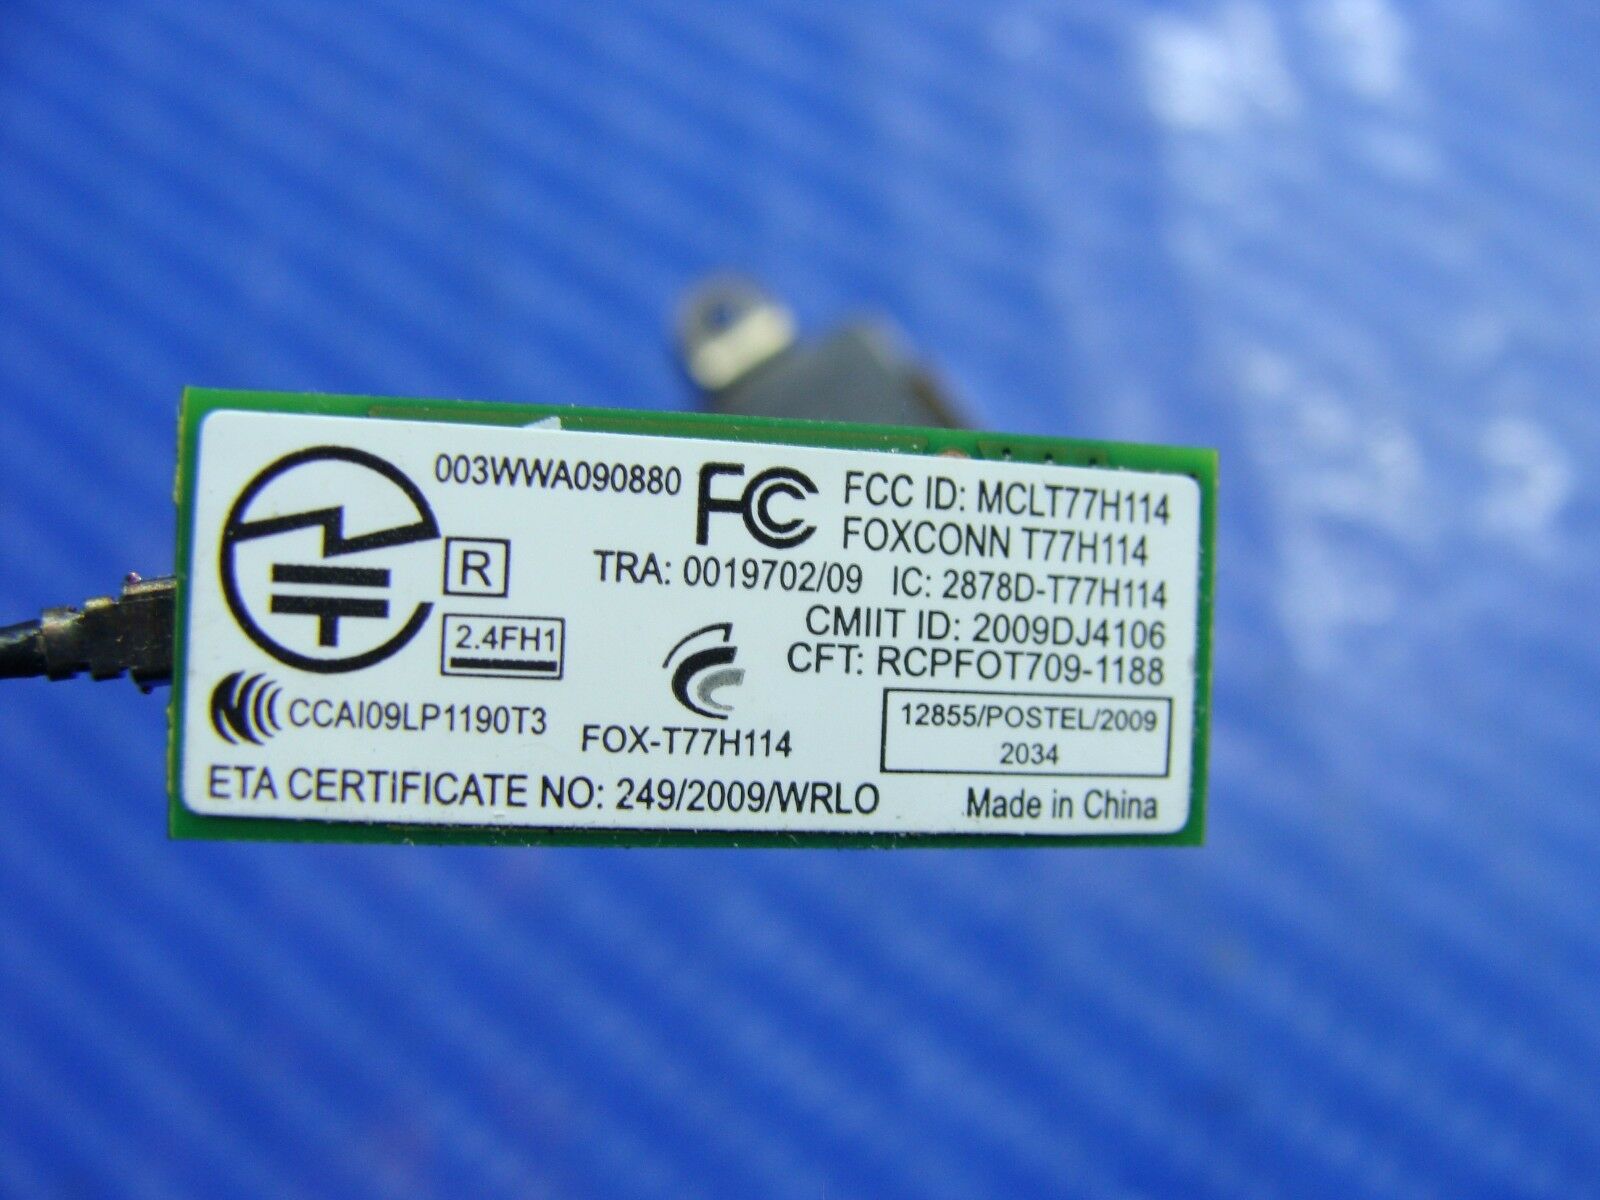 003WWA090880
FC
FCC ID: MCLT77H114
FOXCONN T77H114
R
TRA: 0019702/09 IC: 2878D-T77H114
2.4FH1
CMIIT ID: 2009DJ4106
CFT: RCPFOT709-1188
CCAI09LP1190T3
FOX-T77H114
12855/POSTEL/2009
2034
ETA CERTIFICATE NO: 249/2009/WRLO
Made in China